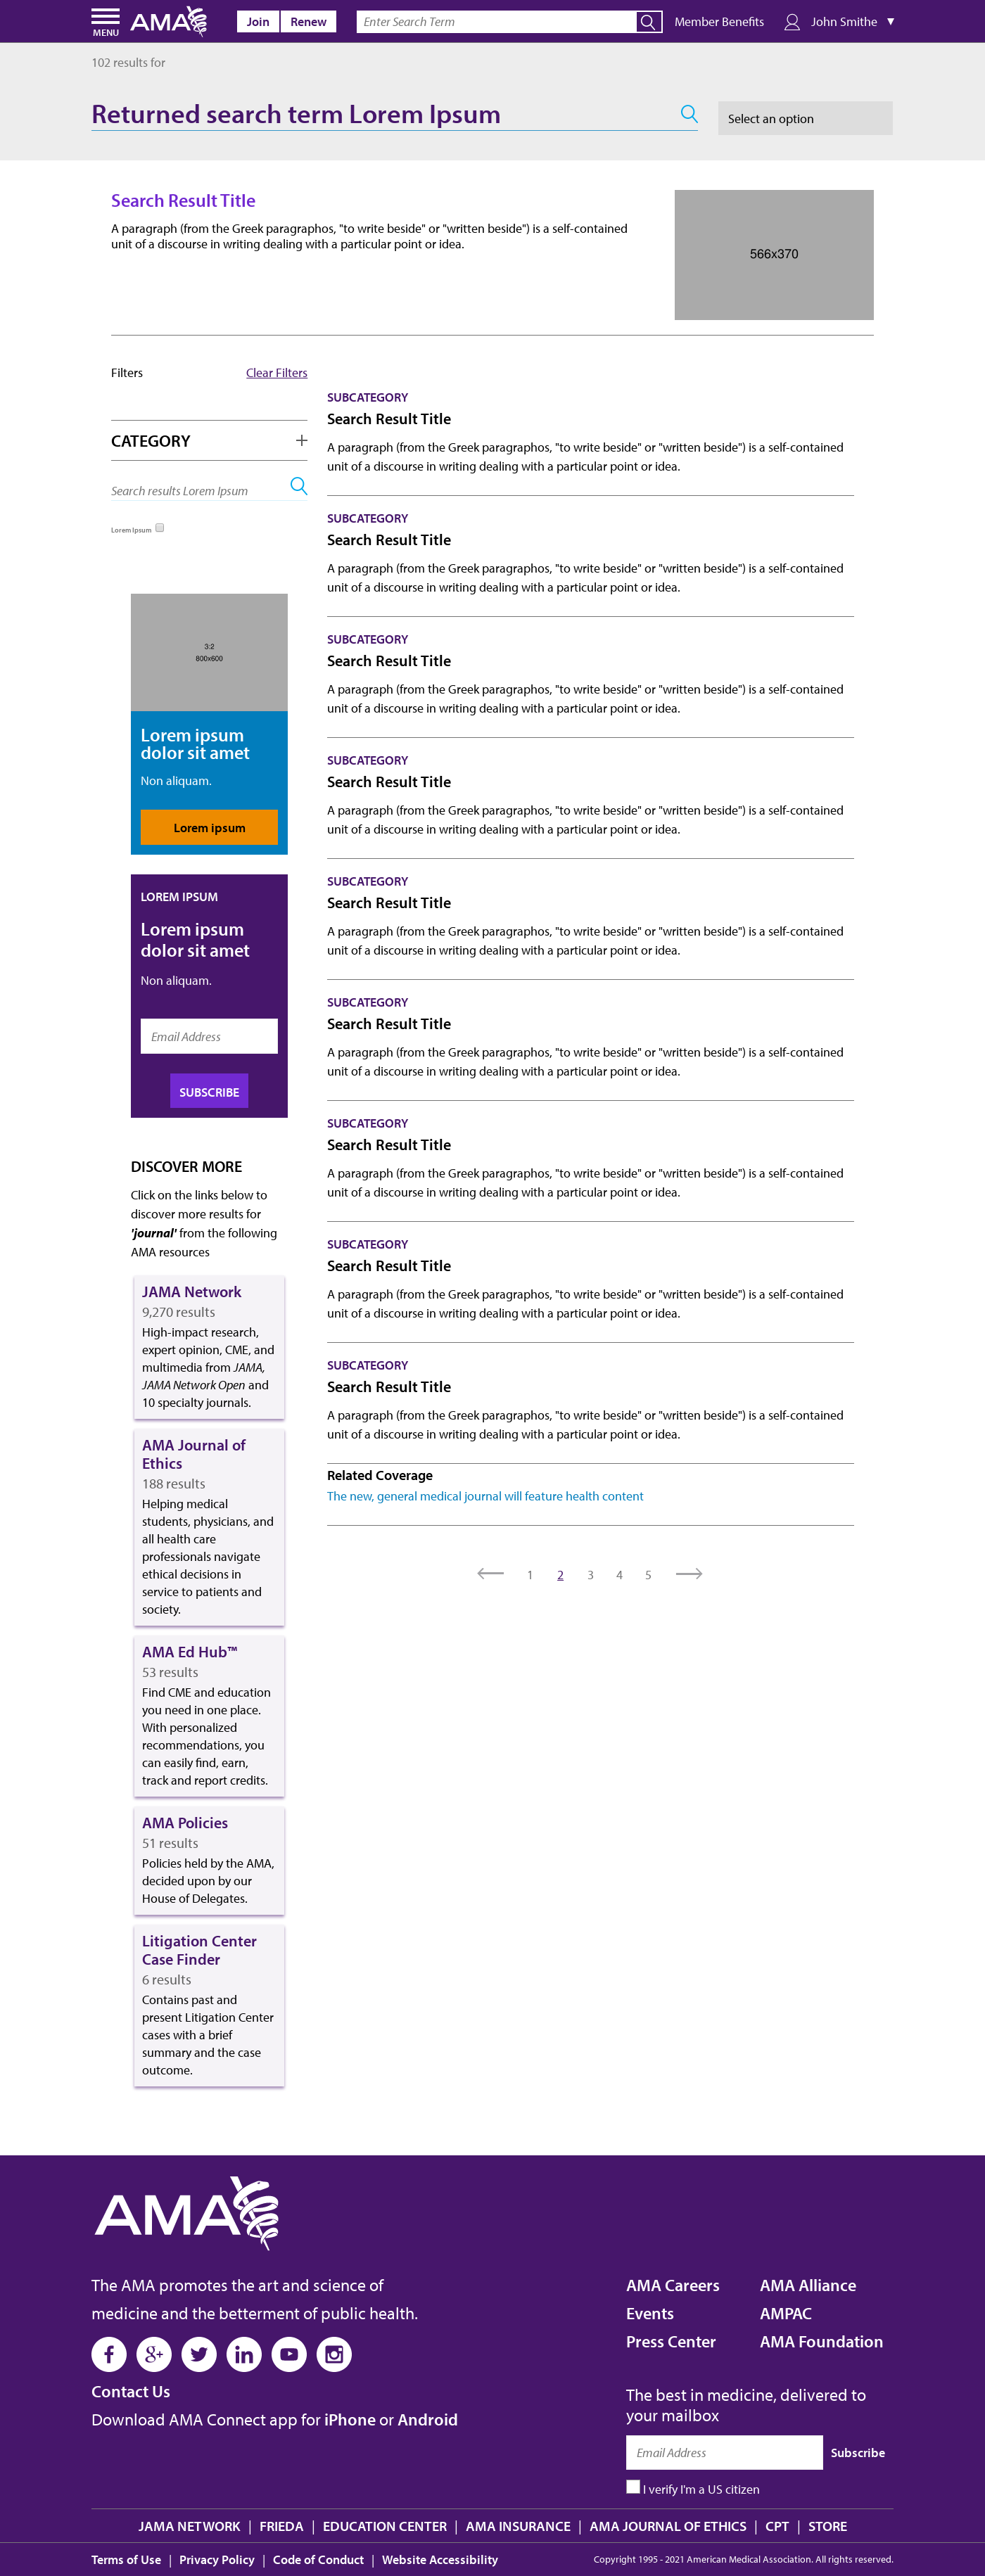 MENU
AMA
Join
Renew
Enter Search Term
Member Benefits
John Smithe
102 results for
Returned search term Lorem Ipsum
Select an option
Search Result Title
A paragraph (from the Greek paragraphos, "to write beside" or "written beside") is a self-contained
unit of a discourse in writing dealing with a particular point or idea.
566x370
Filters
Clear Filters
CATEGORY
Search results Lorem Ipsum
Lorem Ipsum
3:2
800x600
Lorem ipsum
dolor sit amet
Non aliquam.
Lorem ipsum
LOREM IPSUM
Lorem ipsum
dolor sit amet
Non aliquam.
Email Address
SUBSCRIBE
DISCOVER MORE
Click on the links below to
discover more results for
'journal' from the following
AMA resources
JAMA Network
9,270 results
High-impact research,
expert opinion, CME, and
multimedia from JAMA,
JAMA Network Open and
10 specialty journals.
AMA Journal of
Ethics
188 results
Helping medical
students, physicians, and
all health care
professionals navigate
ethical decisions in
service to patients and
society.
AMA Ed Hub™
53 results
Find CME and education
you need in one place.
With personalized
recommendations, you
can easily find, earn,
track and report credits.
AMA Policies
51 results
Policies held by the AMA,
decided upon by our
House of Delegates.
Litigation Center
Case Finder
6 results
Contains past and
present Litigation Center
cases with a brief
summary and the case
outcome.
SUBCATEGORY
Search Result Title
A paragraph (from the Greek paragraphos, "to write beside" or "written beside") is a self-contained
unit of a discourse in writing dealing with a particular point or idea.
SUBCATEGORY
Search Result Title
A paragraph (from the Greek paragraphos, "to write beside" or "written beside") is a self-contained
unit of a discourse in writing dealing with a particular point or idea.
SUBCATEGORY
Search Result Title
A paragraph (from the Greek paragraphos, "to write beside" or "written beside") is a self-contained
unit of a discourse in writing dealing with a particular point or idea.
SUBCATEGORY
Search Result Title
A paragraph (from the Greek paragraphos, "to write beside" or "written beside") is a self-contained
unit of a discourse in writing dealing with a particular point or idea.
SUBCATEGORY
Search Result Title
A paragraph (from the Greek paragraphos, "to write beside" or "written beside") is a self-contained
unit of a discourse in writing dealing with a particular point or idea.
SUBCATEGORY
Search Result Title
A paragraph (from the Greek paragraphos, "to write beside" or "written beside") is a self-contained
unit of a discourse in writing dealing with a particular point or idea.
SUBCATEGORY
Search Result Title
A paragraph (from the Greek paragraphos, "to write beside" or "written beside") is a self-contained
unit of a discourse in writing dealing with a particular point or idea.
SUBCATEGORY
Search Result Title
A paragraph (from the Greek paragraphos, "to write beside" or "written beside") is a self-contained
unit of a discourse in writing dealing with a particular point or idea.
SUBCATEGORY
Search Result Title
A paragraph (from the Greek paragraphos, "to write beside" or "written beside") is a self-contained
unit of a discourse in writing dealing with a particular point or idea.
Related Coverage
The new, general medical journal will feature health content
1 2 3 4 5
AMA
The AMA promotes the art and science of
medicine and the betterment of public health.
Contact Us
Download AMA Connect app for iPhone or Android
AMA Careers
Events
Press Center
AMA Alliance
AMPAC
AMA Foundation
The best in medicine, delivered to
your mailbox
Email Address
Subscribe
I verify I'm a US citizen
JAMA NETWORK | FRIEDA | EDUCATION CENTER | AMA INSURANCE | AMA JOURNAL OF ETHICS | CPT | STORE
Terms of Use | Privacy Policy | Code of Conduct | Website Accessibility
Copyright 1995 - 2021 American Medical Association. All rights reserved.